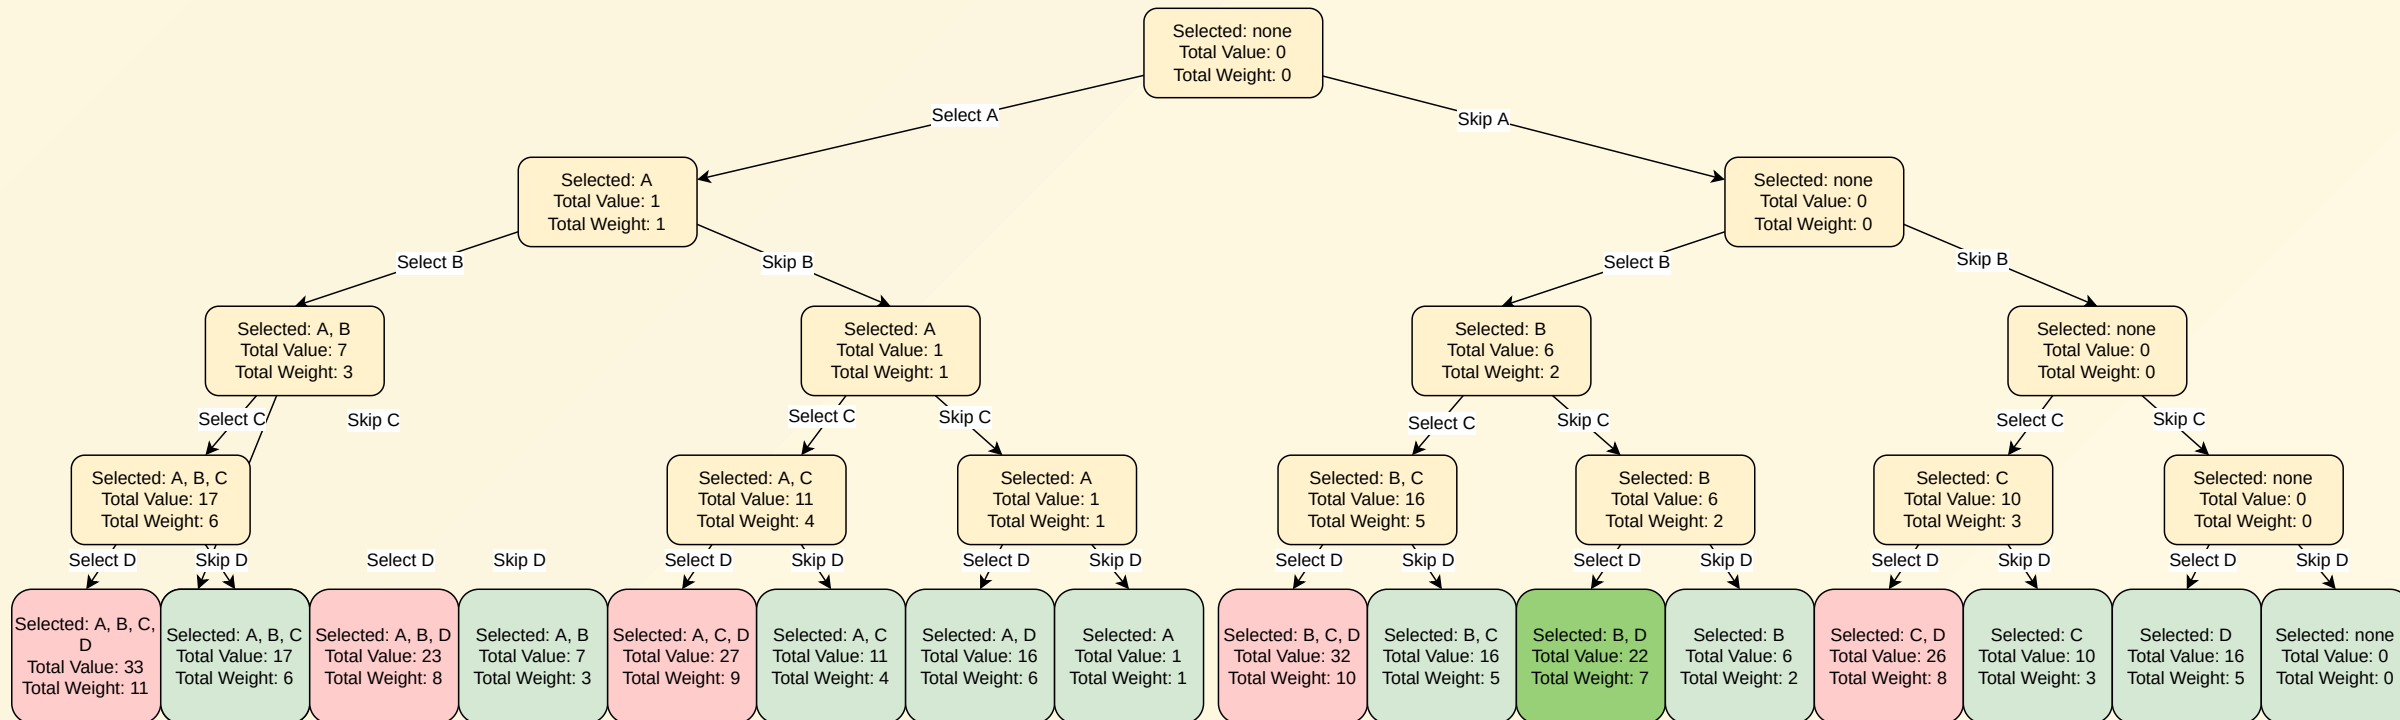 Selected: none
Total Value: 0
Total Weight: 0
Select A
Skip A
Selected: A
Total Value: 1
Total Weight: 1
Selected: none
Total Value: 0
Total Weight: 0
Select B
Skip B
Select B
Skip B
Selected: A, B
Total Value: 7
Total Weight: 3
Selected: A
Total Value: 1
Total Weight: 1
Selected: B
Total Value: 6
Total Weight: 2
Selected: none
Total Value: 0
Total Weight: 0
Select C
Skip C
Select C
Skip C
Select C
Skip C
Select C
Skip C
Selected: A, B, C
Total Value: 17
Total Weight: 6
Selected: A, C
Total Value: 11
Total Weight: 4
Selected: A
Total Value: 1
Total Weight: 1
Selected: B, C
Total Value: 16
Total Weight: 5
Selected: B
Total Value: 6
Total Weight: 2
Selected: C
Total Value: 10
Total Weight: 3
Selected: none
Total Value: 0
Total Weight: 0
Select D
Skip D
Select D
Skip D
Select D
Skip D
Select D
Skip D
Select D
Skip D
Select D
Skip D
Select D
Skip D
Select D
Skip D
Selected: A, B, C,
D
Total Value: 33
Total Weight: 11
Selected: A, B, C
Total Value: 17
Total Weight: 6
Selected: A, B, D
Total Value: 23
Total Weight: 8
Selected: A, B
Total Value: 7
Total Weight: 3
Selected: A, C, D
Total Value: 27
Total Weight: 9
Selected: A, C
Total Value: 11
Total Weight: 4
Selected: A, D
Total Value: 16
Total Weight: 6
Selected: A
Total Value: 1
Total Weight: 1
Selected: B, C, D
Total Value: 32
Total Weight: 10
Selected: B, C
Total Value: 16
Total Weight: 5
Selected: B, D
Total Value: 22
Total Weight: 7
Selected: B
Total Value: 6
Total Weight: 2
Selected: C, D
Total Value: 26
Total Weight: 8
Selected: C
Total Value: 10
Total Weight: 3
Selected: D
Total Value: 16
Total Weight: 5
Selected: none
Total Value: 0
Total Weight: 0